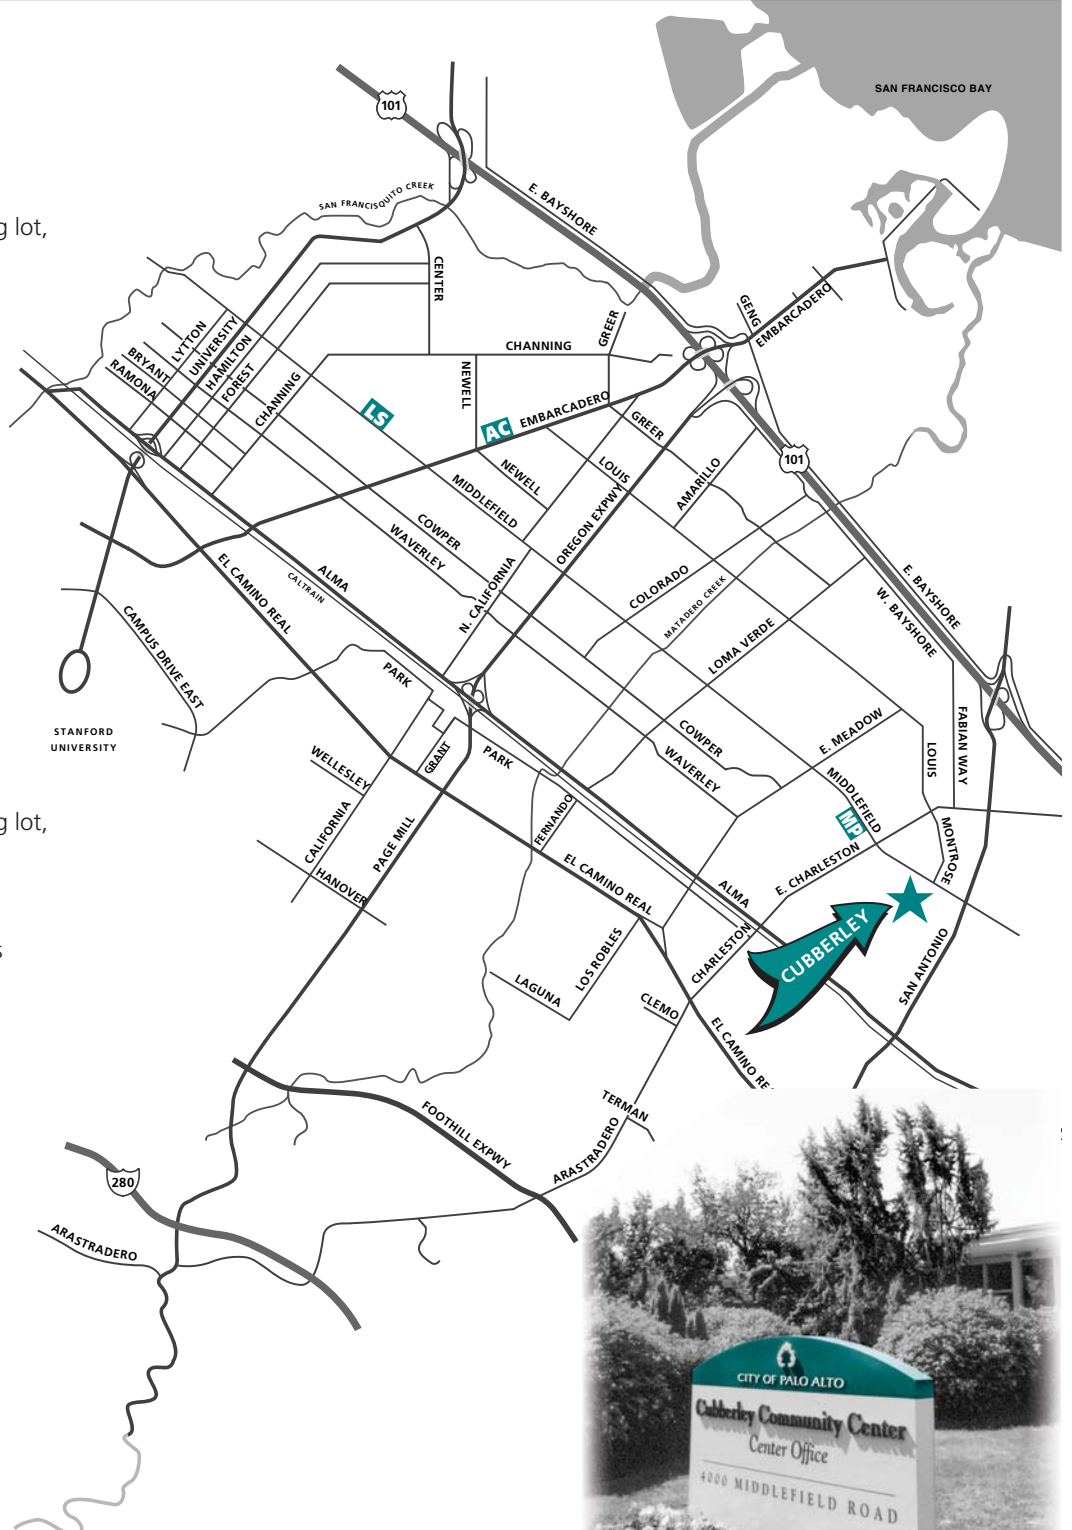 SAN FRANCISCO BAY
101
SAN FRANCISQUITO CREEK
E. BAYSHORE
g lot,
CENTER
GENG
EMBARCADERO
GREER
LYTTON
UNIVERSITY
HAMILTON
FOREST
BRYANT
RAMONA
CHANNING
CHANNING
NEWELL
LS
AC
EMBARCADERO
GREER
LOUIS
AMARILLO
101
NEWELL
MIDDLEFIELD
OREGON EXPWY
COWPER
WAVERLEY
ALMA
CALTRAIN
EL CAMINO REAL
N. CALIFORNIA
COLORADO
MATADERO CREEK
LOMA VERDE
E. BAYSHORE
W. BAYSHORE
CAMPUS DRIVE EAST
PARK
STANFORD
UNIVERSITY
GRANT
PARK
COWPER
WAVERLEY
E. MEADOW
FABIAN WAY
LOUIS
WELLESLEY
CALIFORNIA
PAGE MILL
HANOVER
FERNANDO
MIDDLEFIELD
MP
MONTROSE
g lot,
EL CAMINO REAL
ALMA
E. CHARLESTON
CHARLESTON
CUBBERLEY
SAN ANTONIO
s
LOS ROBLES
LAGUNA
CLEMO
EL CAMINO RE
TERMAN
ARASTRADERO
FOOTHILL EXPWY
280
ARASTRADERO
CITY OF PALO ALTO
Cubberley Community Center
Center Office
4000 MIDDLEFIELD ROAD